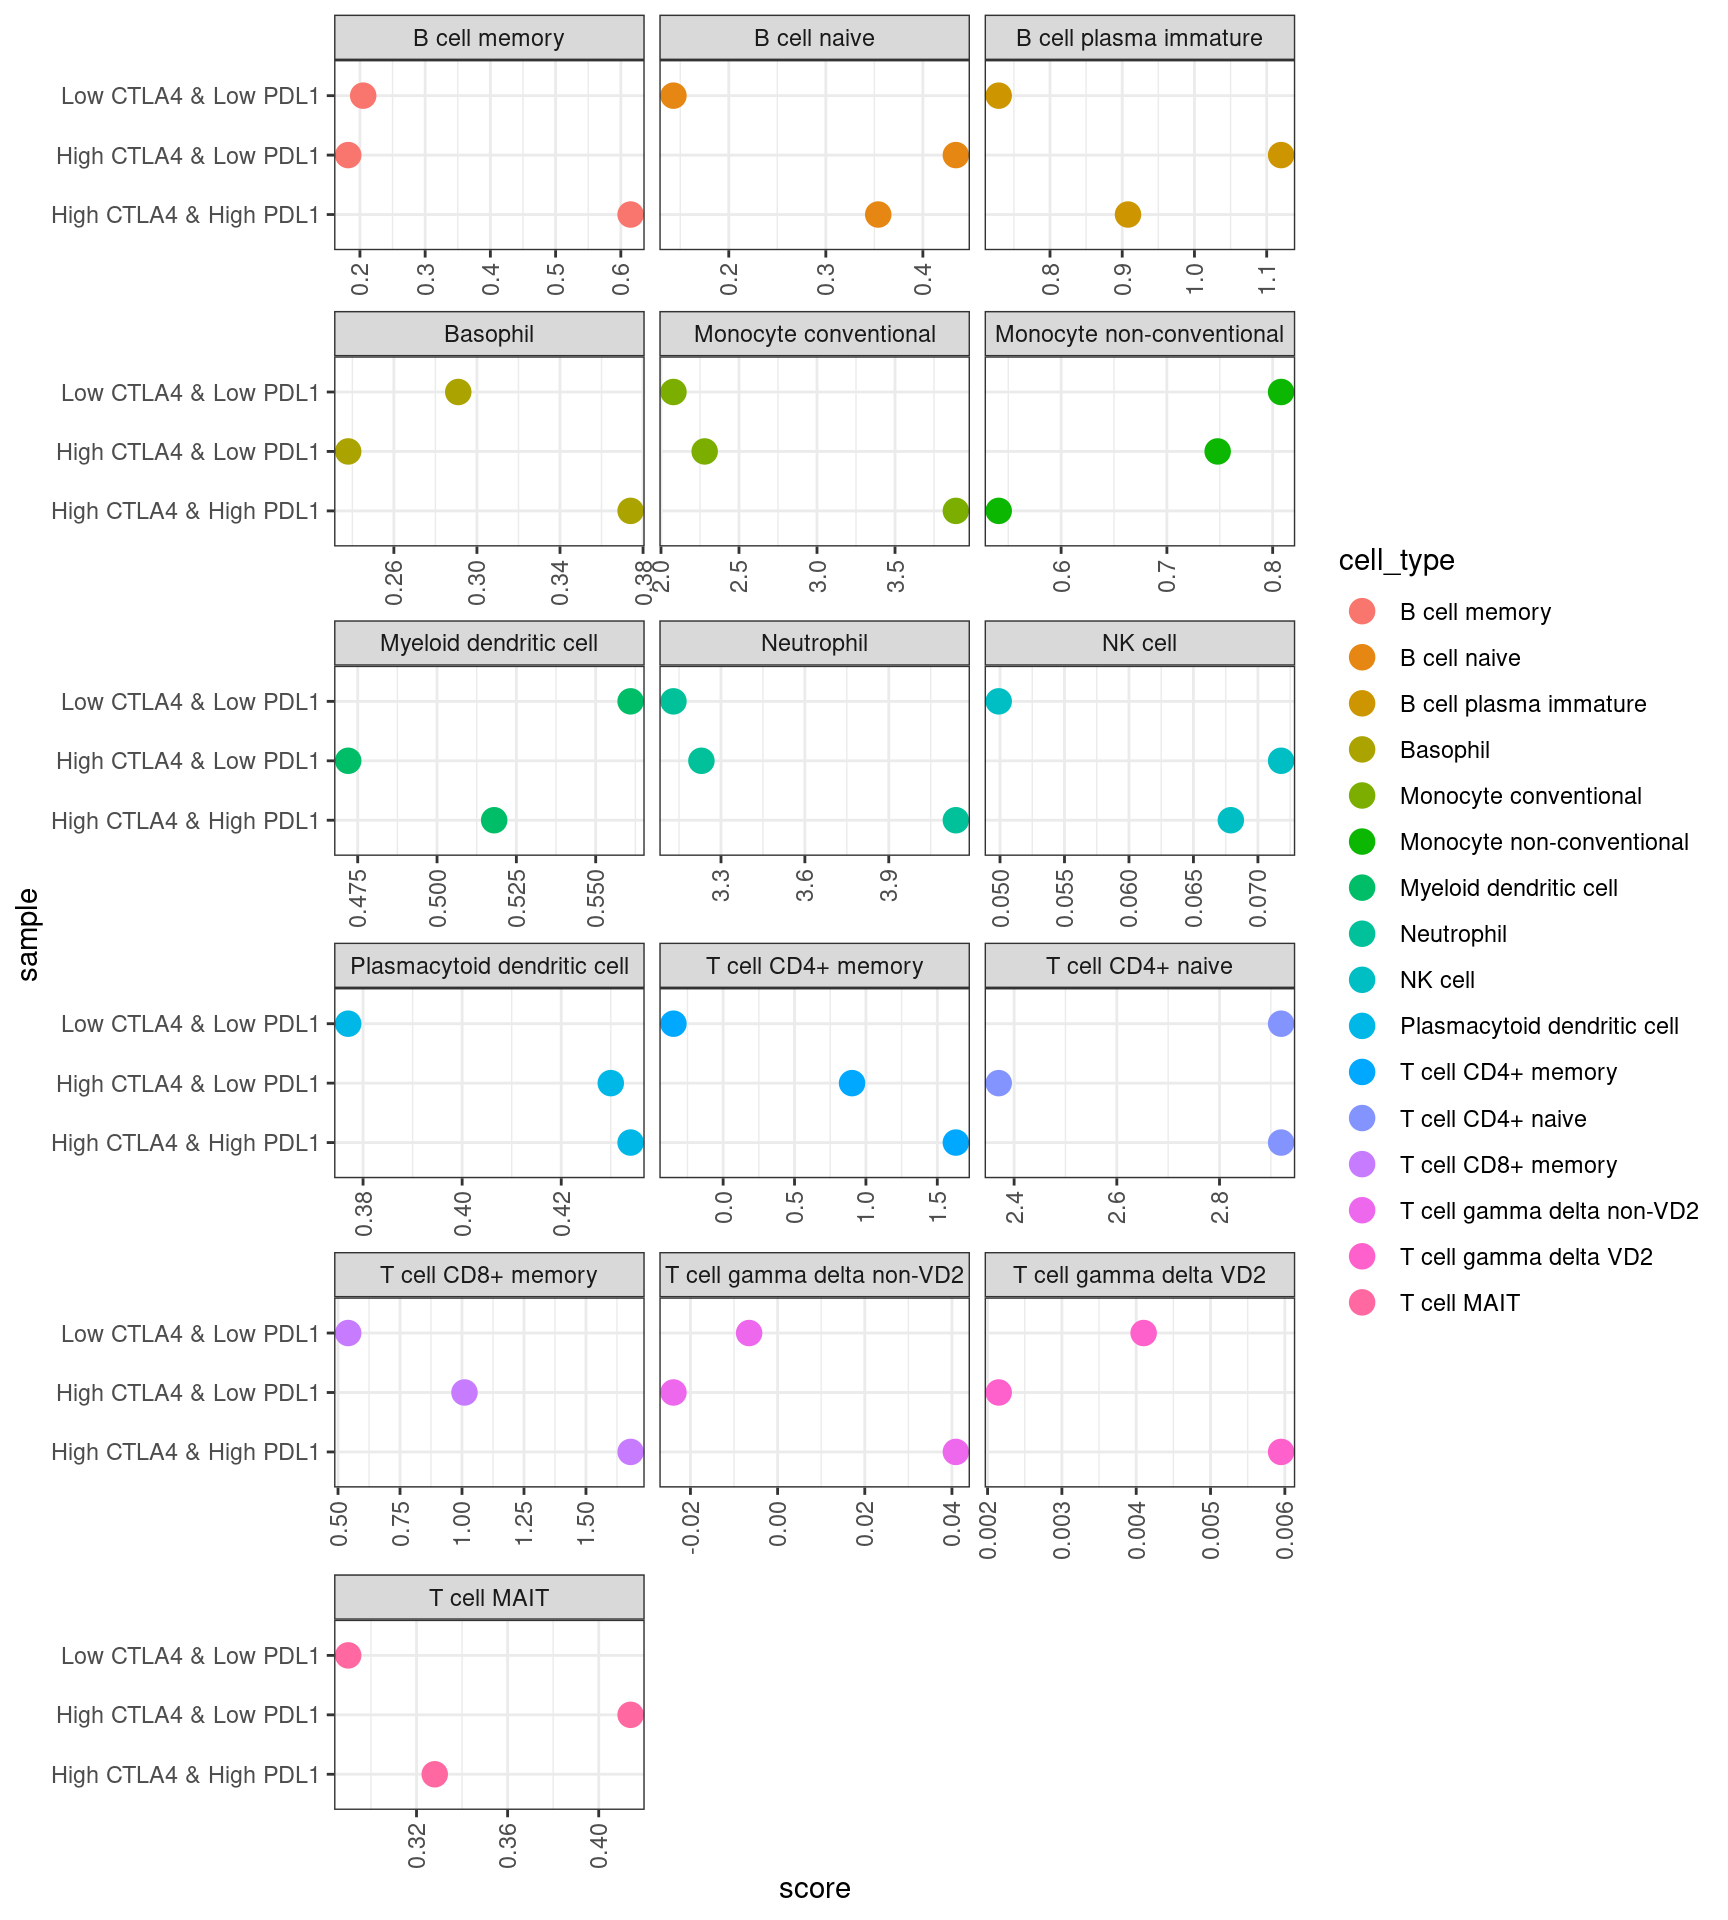 B cell memory B cell naive B cell plasma immature
Low CTLA4 & Low PDL1
High CTLA4 & Low PDL1
High CTLA4 & High PDL1
0.2 0.3 0.4 0.5 0.6 0.2 0.3 0.4 0.8 0.9 1.0 1.1
Basophil Monocyte conventional Monocyte non-conventional
Low CTLA4 & Low PDL1
High CTLA4 & Low PDL1
High CTLA4 & High PDL1
0.26 0.30 0.34 0.38 2.0 2.5 3.0 3.5 0.6 0.7 0.8
Myeloid dendritic cell Neutrophil NK cell
Low CTLA4 & Low PDL1
High CTLA4 & Low PDL1
High CTLA4 & High PDL1
0.475 0.500 0.525 0.550 3.3 3.6 3.9 0.050 0.055 0.060 0.065 0.070
Plasmacytoid dendritic cell T cell CD4+ memory T cell CD4+ naive
Low CTLA4 & Low PDL1
High CTLA4 & Low PDL1
High CTLA4 & High PDL1
0.38 0.40 0.42 0.0 0.5 1.0 1.5 2.4 2.6 2.8
T cell CD8+ memory T cell gamma delta non-VD2 T cell gamma delta VD2
Low CTLA4 & Low PDL1
High CTLA4 & Low PDL1
High CTLA4 & High PDL1
0.50 0.75 1.00 1.25 1.50 -0.02 0.00 0.02 0.04 0.002 0.003 0.004 0.005 0.006
T cell MAIT
Low CTLA4 & Low PDL1
High CTLA4 & Low PDL1
High CTLA4 & High PDL1
0.32 0.36 0.40
score
sample
cell_type
B cell memory
B cell naive
B cell plasma immature
Basophil
Monocyte conventional
Monocyte non-conventional
Myeloid dendritic cell
Neutrophil
NK cell
Plasmacytoid dendritic cell
T cell CD4+ memory
T cell CD4+ naive
T cell CD8+ memory
T cell gamma delta non-VD2
T cell gamma delta VD2
T cell MAIT